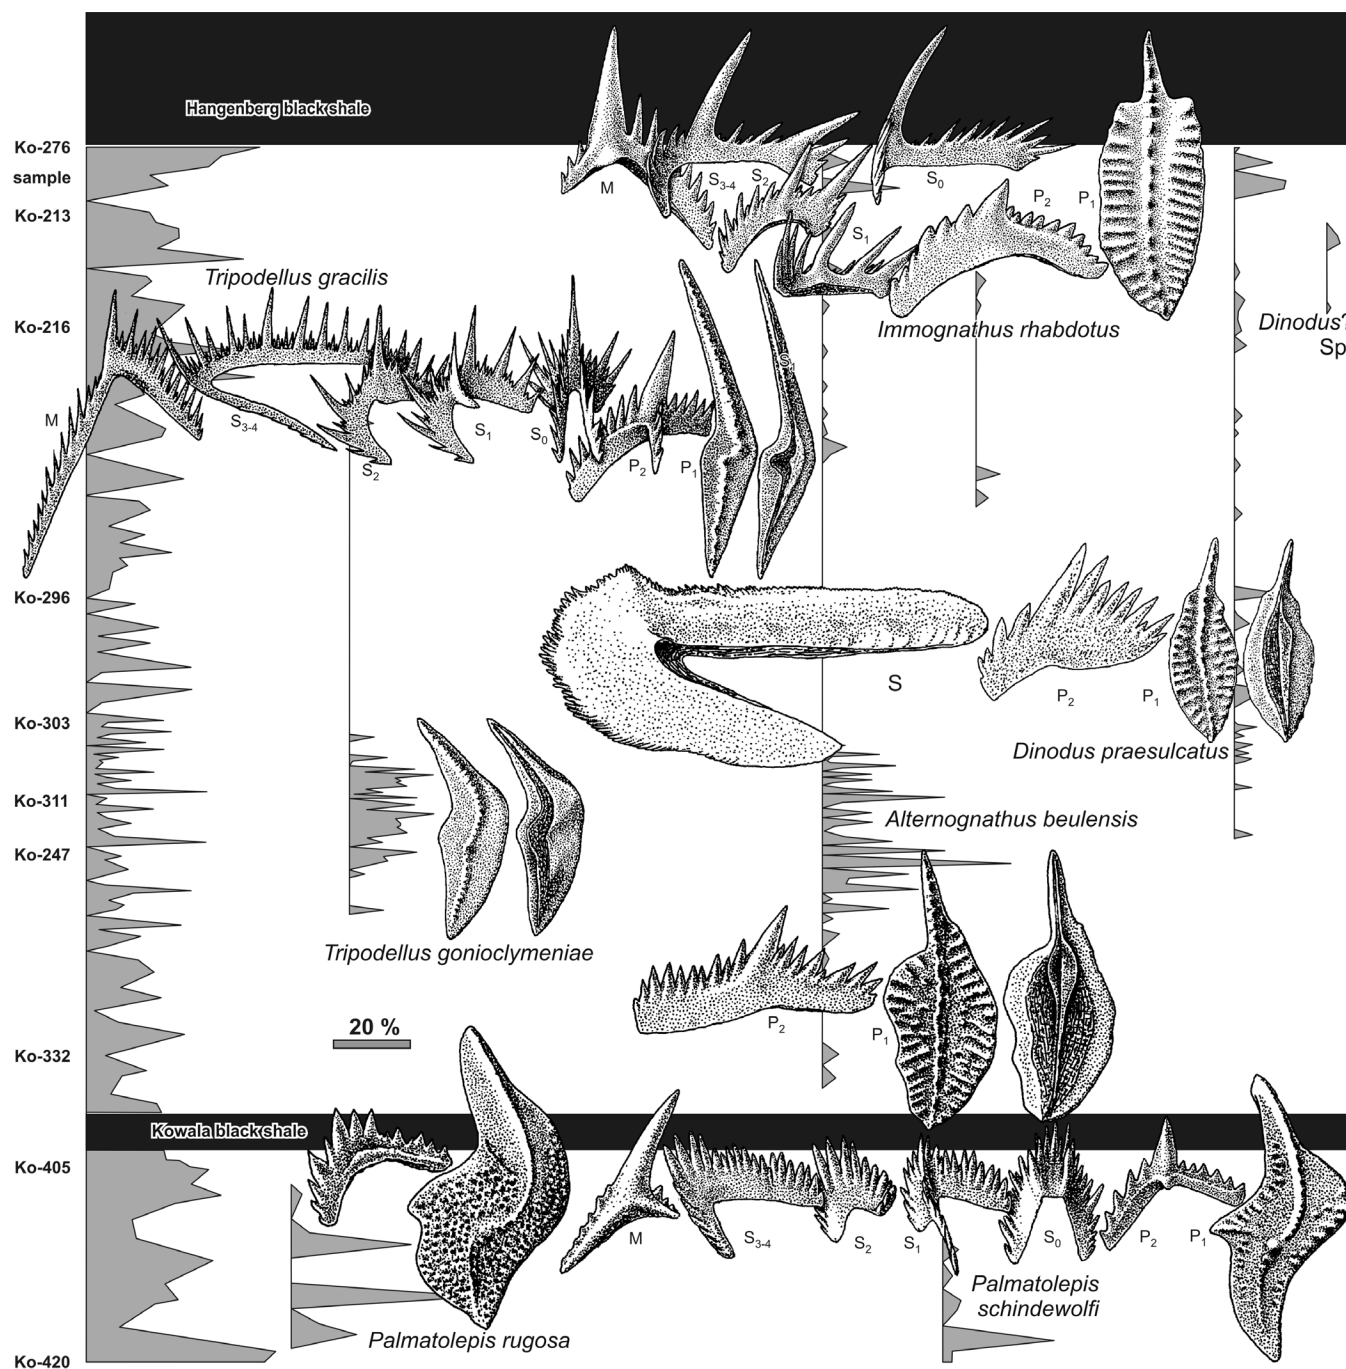 Hangenberg black shale
Ko-276
sample
Ko-213
M
S3-4
S2
S0
P2
P1
S1
Tripodellus gracilis
Immognathus rhabdotus
Dinodus?
Sp
Ko-216
M
S3-4
S2
S1
S0
P2
P1
Ko-296
S
P2
P1
Ko-303
Dinodus praesulcatus
Ko-311
Alternognathus beulensis
Ko-247
Tripodellus gonioclymeniae
20 %
P2
P1
Ko-332
Kowala black shale
Ko-405
M
S3-4
S2
S1
S0
P2
P1
Palmatolepis
schindewolfi
Palmatolepis rugosa
Ko-420